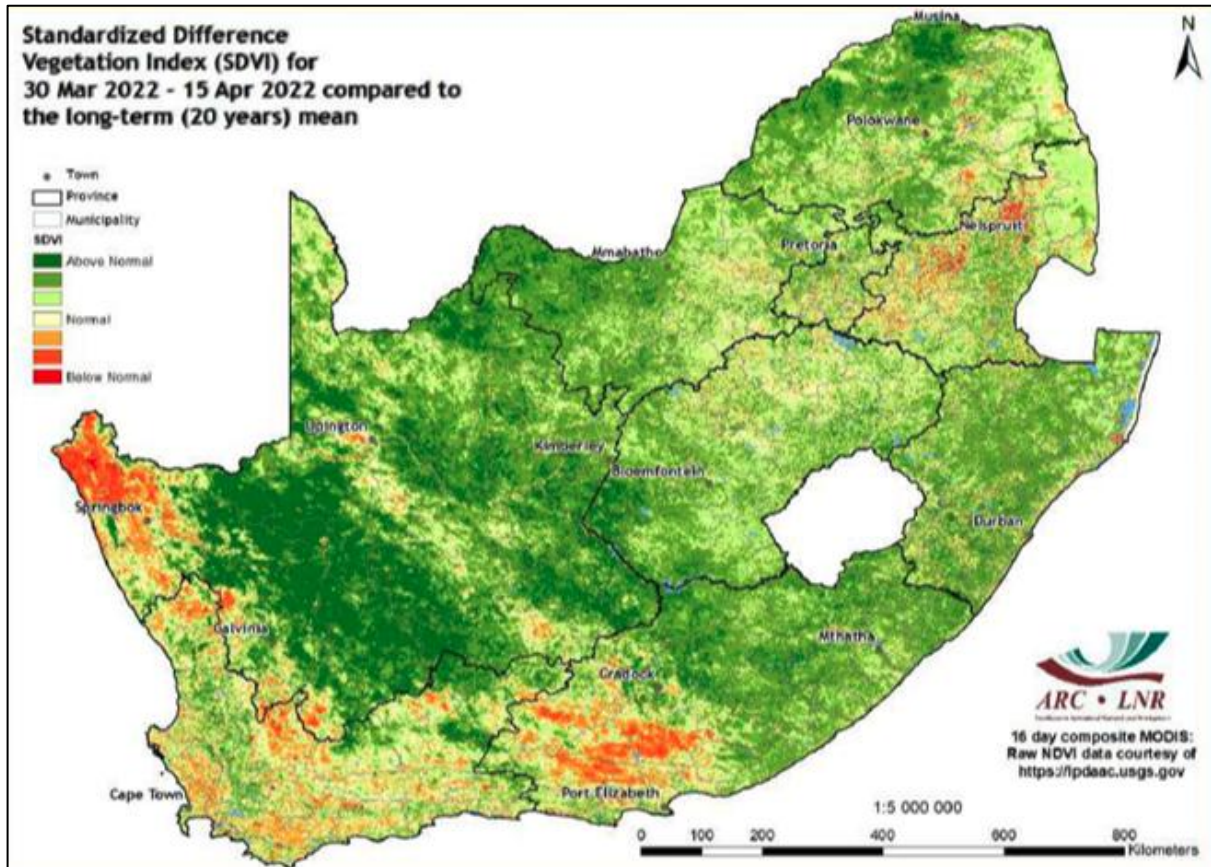 Standardized Difference
Vegetation Index (SDVI) for
30 Mar 2022 - 15 Apr 2022 compared to
the long-term (20 years) mean
Town
Province
Municipality
SDVI
Above Normal
Normal
Below Normal
N
Musina
Polokwane
Nelspruit
Pretoria
Mmabatho
Upington
Kimberley
Bloemfontein
Springbok
Durban
Calvinia
Mthatha
Cradock
Cape Town
Port Elizabeth
ARC • LNR
16 day composite MODIS:
Raw NDVI data courtesy of
https://lpdaac.usgs.gov
1:5 000 000
0 100 200 400 600 800
Kilometers